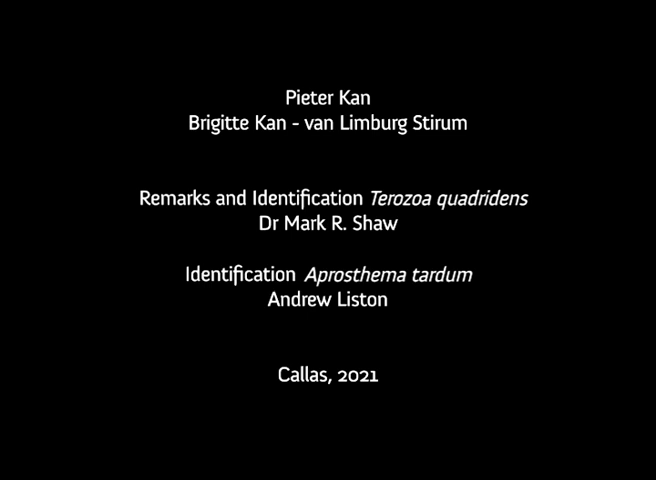 Pieter Kan
Brigitte Kan - van Limburg Stirum
Remarks and Identification Terozoa quadridens
Dr Mark R. Shaw
Identification Aprosthema tardum
Andrew Liston
Callas, 2021